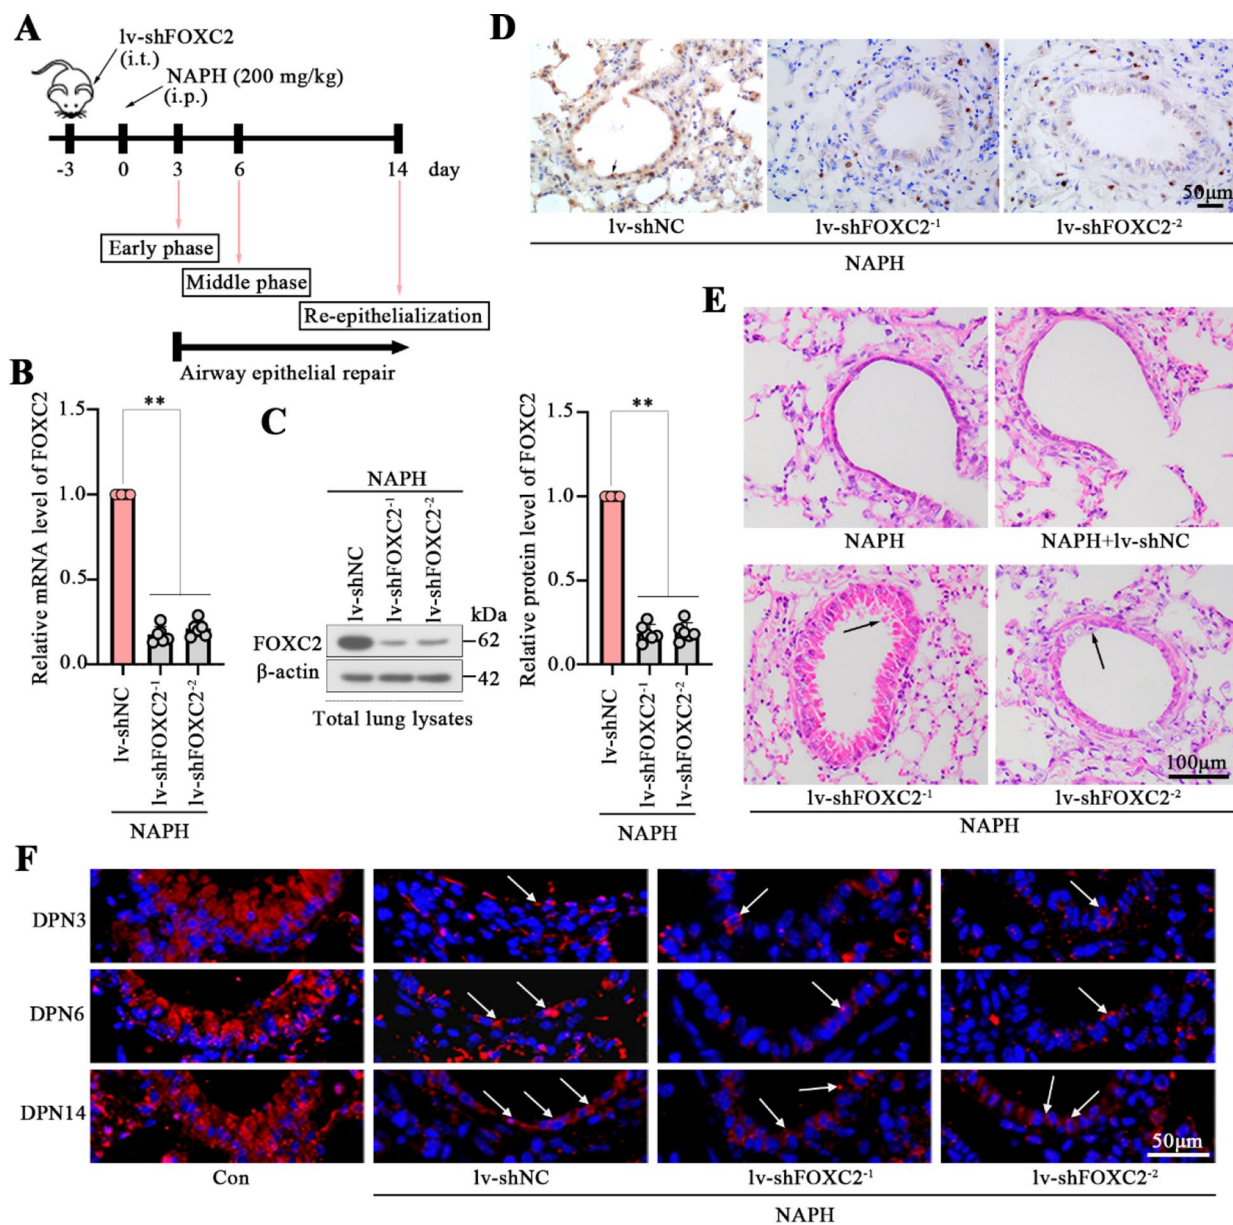 A
lv-shFOXC2
(i.t.)
NAPH (200 mg/kg)
(i.p.)
-3 0 3 6 14 day
Early phase
Middle phase
Re-epithelialization
Airway epithelial repair
B
Relative mRNA level of FOXC2
1.5
1.0
0.5
0.0
**
lv-shNC
lv-shFOXC2-1
lv-shFOXC2-2
NAPH
C
NAPH
lv-shNC
lv-shFOXC2-1
lv-shFOXC2-2
kDa
FOXC2 62
β-actin 42
Total lung lysates
Relative protein level of FOXC2
1.5
1.0
0.5
0.0
**
lv-shNC
lv-shFOXC2-1
lv-shFOXC2-2
NAPH
D
50μm
lv-shNC lv-shFOXC2-1 lv-shFOXC2-2
NAPH
E
NAPH NAPH+lv-shNC
100μm
lv-shFOXC2-1 lv-shFOXC2-2
NAPH
F
DPN3
DPN6
DPN14
50μm
Con lv-shNC lv-shFOXC2-1 lv-shFOXC2-2
NAPH